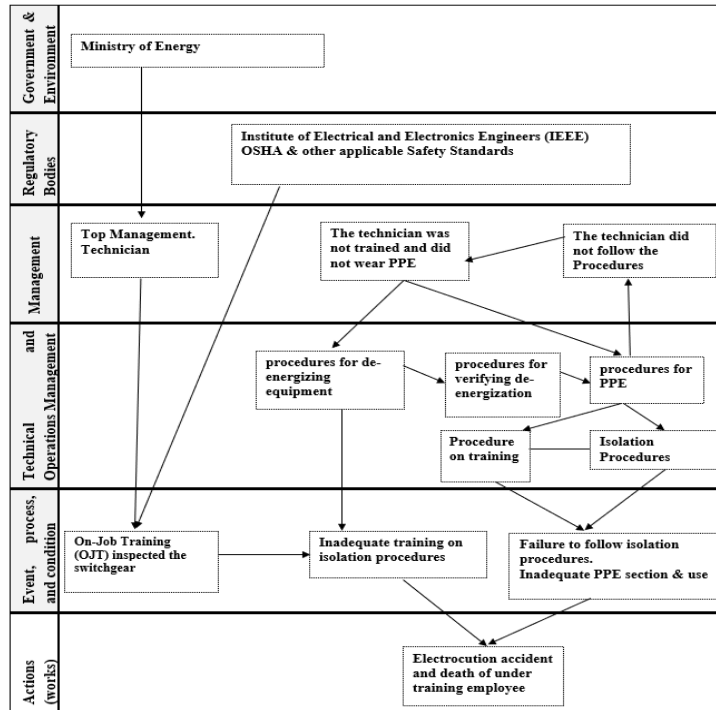 Government &
Environment
Ministry of Energy
Regulatory
Bodies
Institute of Electrical and Electronics Engineers (IEEE)
OSHA & other applicable Safety Standards
Management
Top Management.
Technician
The technician was
not trained and did
not wear PPE
The technician did
not follow the
Procedures
Technical and
Operations Management
procedures for de-
energizing
equipment
procedures for
verifying de-
energization
procedures for
PPE
Procedure
on training
Isolation
Procedures
Event, process,
and condition
On-Job Training
(OJT) inspected the
switchgear
Inadequate training on
isolation procedures
Failure to follow isolation
procedures.
Inadequate PPE section & use
Actions
(works)
Electrocution accident
and death of under
training employee